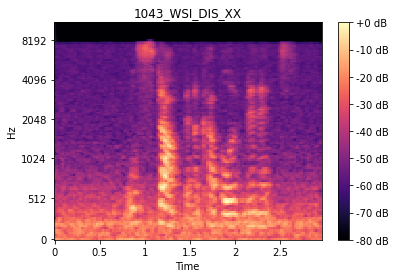 1043_WSI_DIS_XX
+0 dB
8192
-10 dB
4096
-20 dB
-30 dB
2048
-40 dB
Hz
1024
-50 dB
-60 dB
512
-70 dB
0
-80 dB
0 0.5 1 1.5 2 2.5
Time